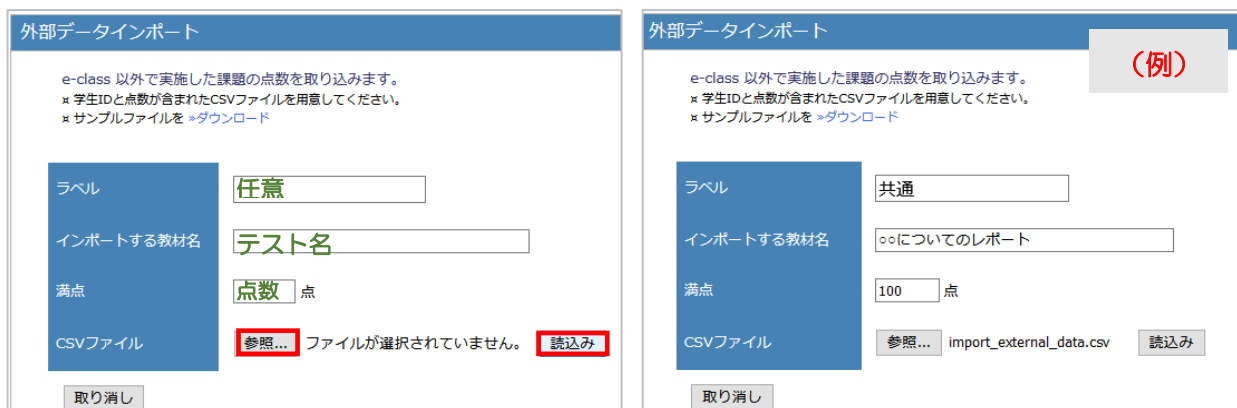 外部データインポート
e-class 以外で実施した課題の点数を取り込みます。
¤ 学生IDと点数が含まれたCSVファイルを用意してください。
¤ サンプルファイルを »ダウンロード
ラベル 任意
インポートする教材名 テスト名
満点 点数 点
CSVファイル 参照... ファイルが選択されていません。 読込み
取り消し
外部データインポート
（例）
e-class 以外で実施した課題の点数を取り込みます。
¤ 学生IDと点数が含まれたCSVファイルを用意してください。
¤ サンプルファイルを »ダウンロード
ラベル 共通
インポートする教材名 ○○についてのレポート
満点 100 点
CSVファイル 参照... import_external_data.csv 読込み
取り消し